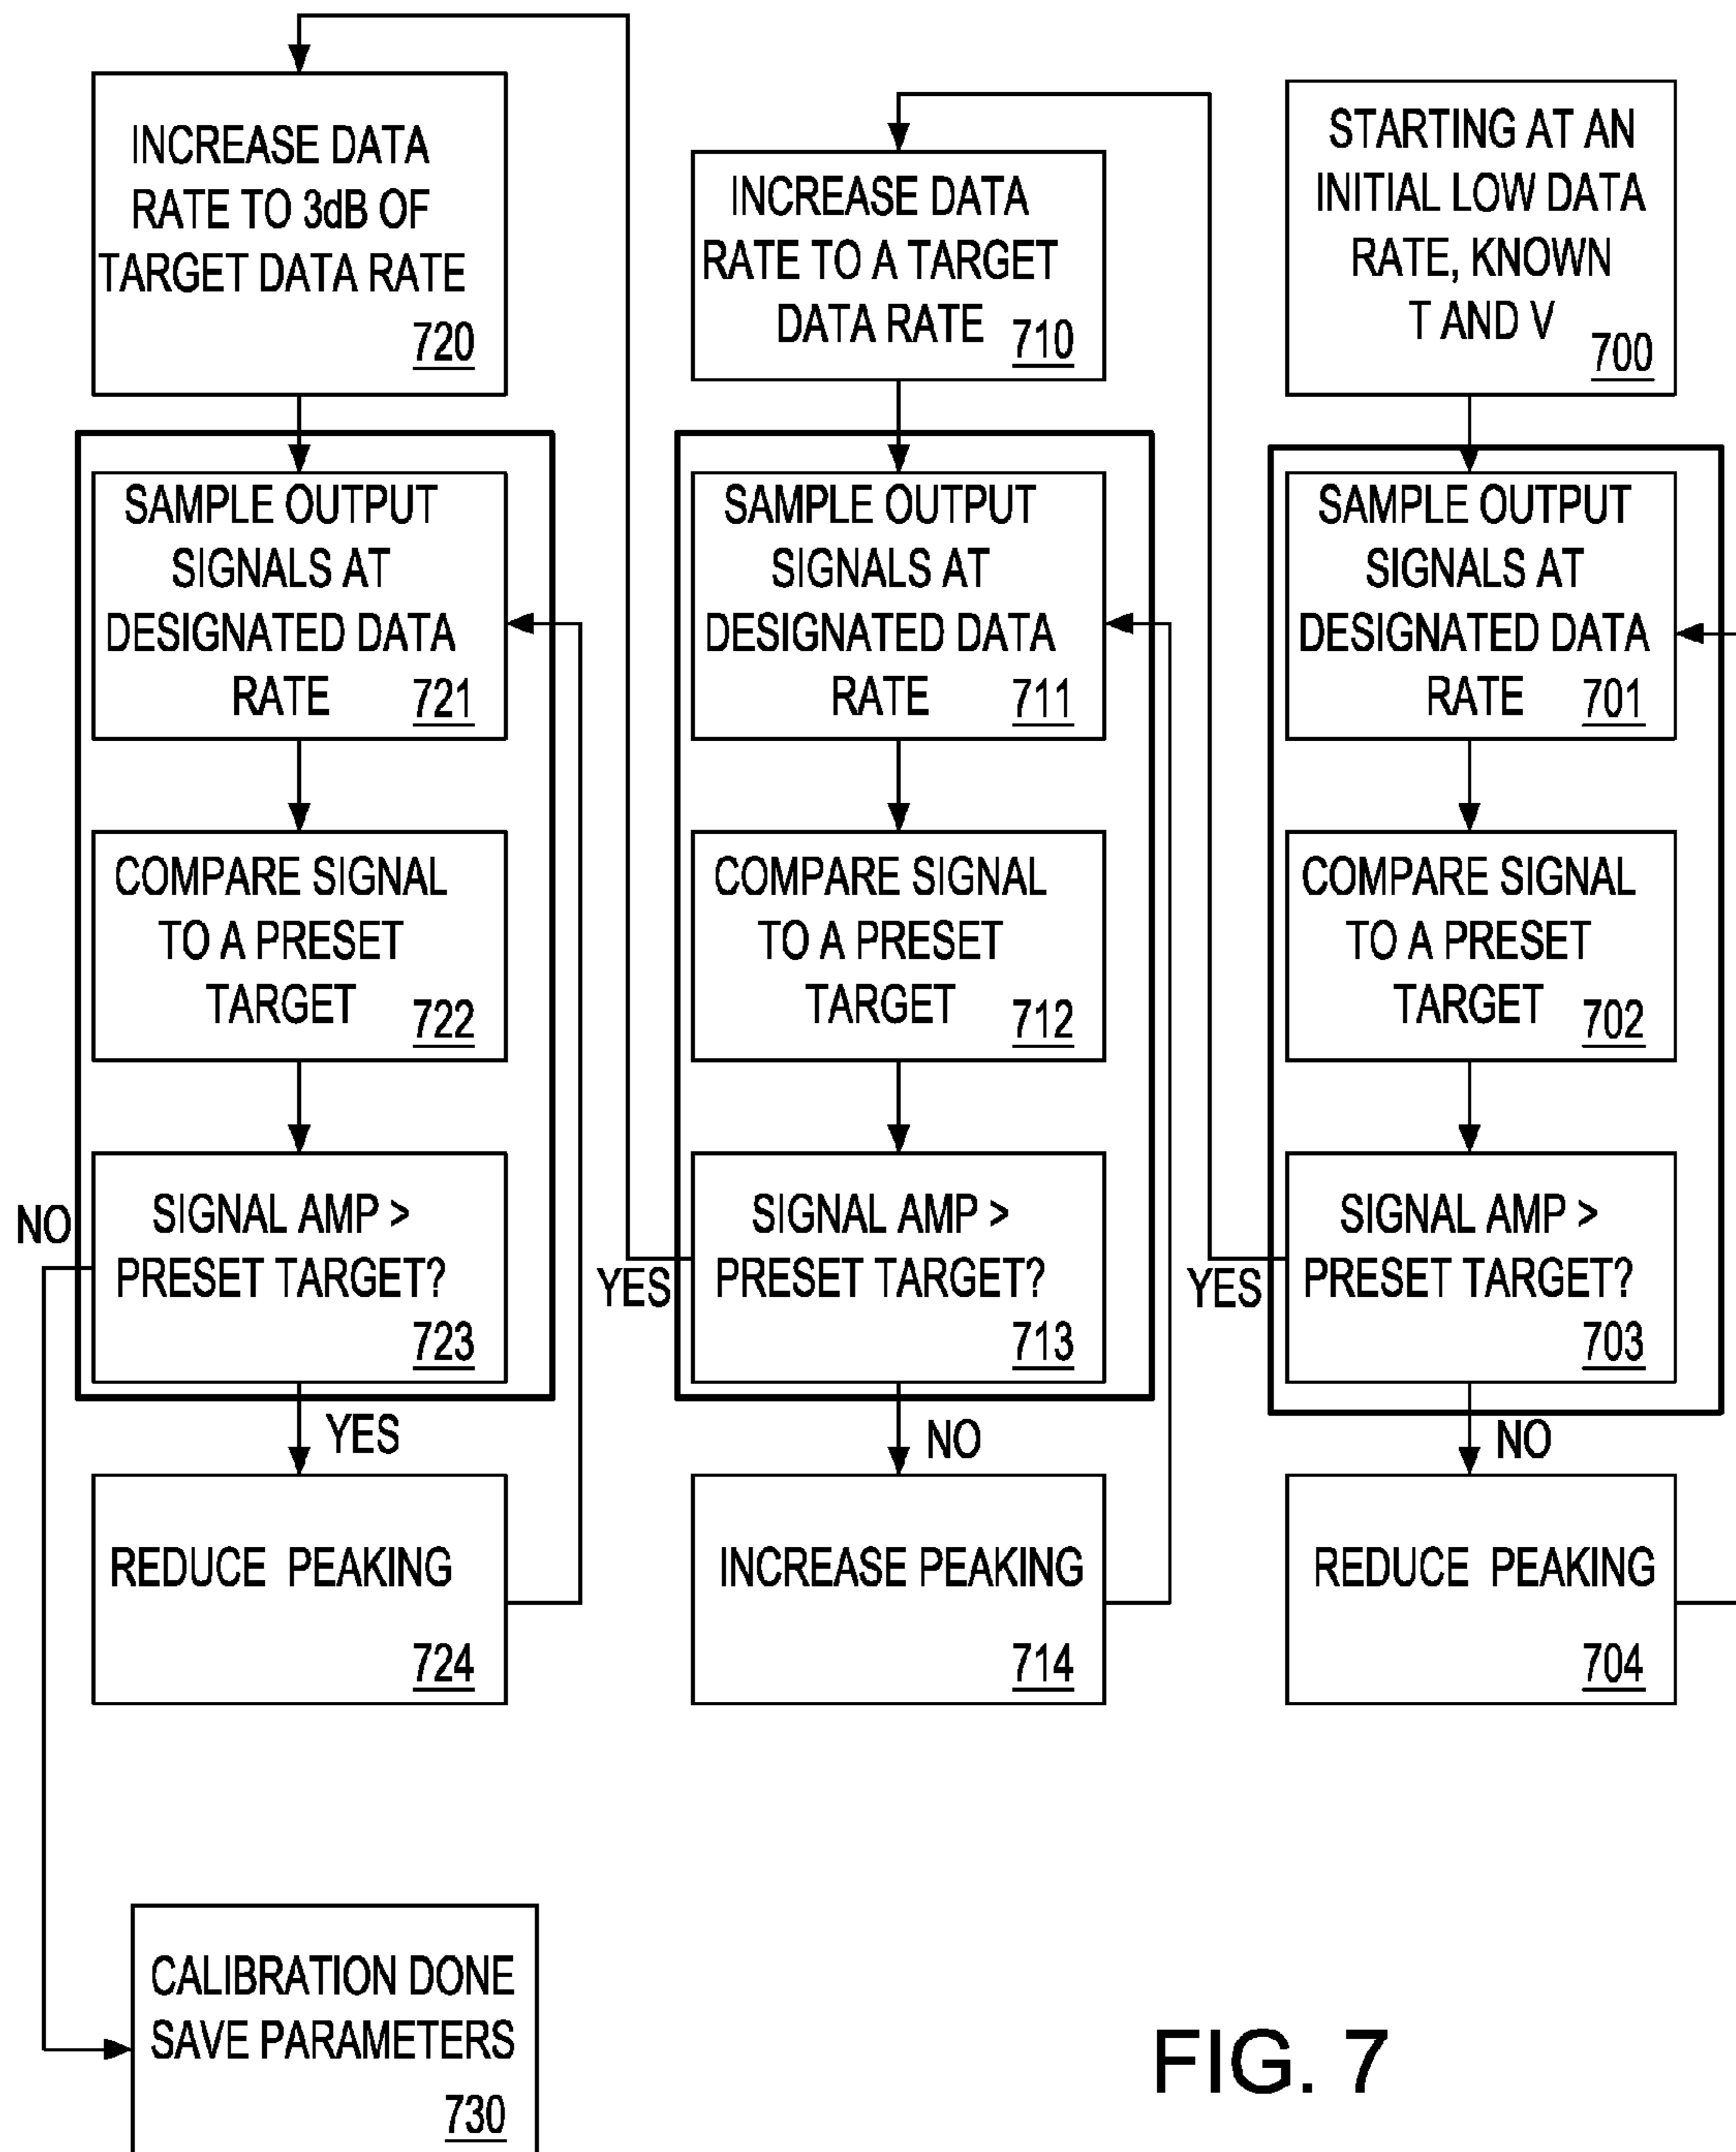 INCREASE DATA
RATE TO 3dB OF
TARGET DATA RATE
720
SAMPLE OUTPUT
SIGNALS AT
DESIGNATED DATA
RATE 721
COMPARE SIGNAL
TO A PRESET
TARGET 722
SIGNAL AMP >
PRESET TARGET?
723
NO
YES
REDUCE PEAKING
724
CALIBRATION DONE
SAVE PARAMETERS
730
INCREASE DATA
RATE TO A TARGET
DATA RATE 710
SAMPLE OUTPUT
SIGNALS AT
DESIGNATED DATA
RATE 711
COMPARE SIGNAL
TO A PRESET
TARGET 712
SIGNAL AMP >
PRESET TARGET?
713
YES
NO
INCREASE PEAKING
714
STARTING AT AN
INITIAL LOW DATA
RATE, KNOWN
T AND V
700
SAMPLE OUTPUT
SIGNALS AT
DESIGNATED DATA
RATE 701
COMPARE SIGNAL
TO A PRESET
TARGET 702
SIGNAL AMP >
PRESET TARGET?
703
YES
NO
REDUCE PEAKING
704
FIG. 7